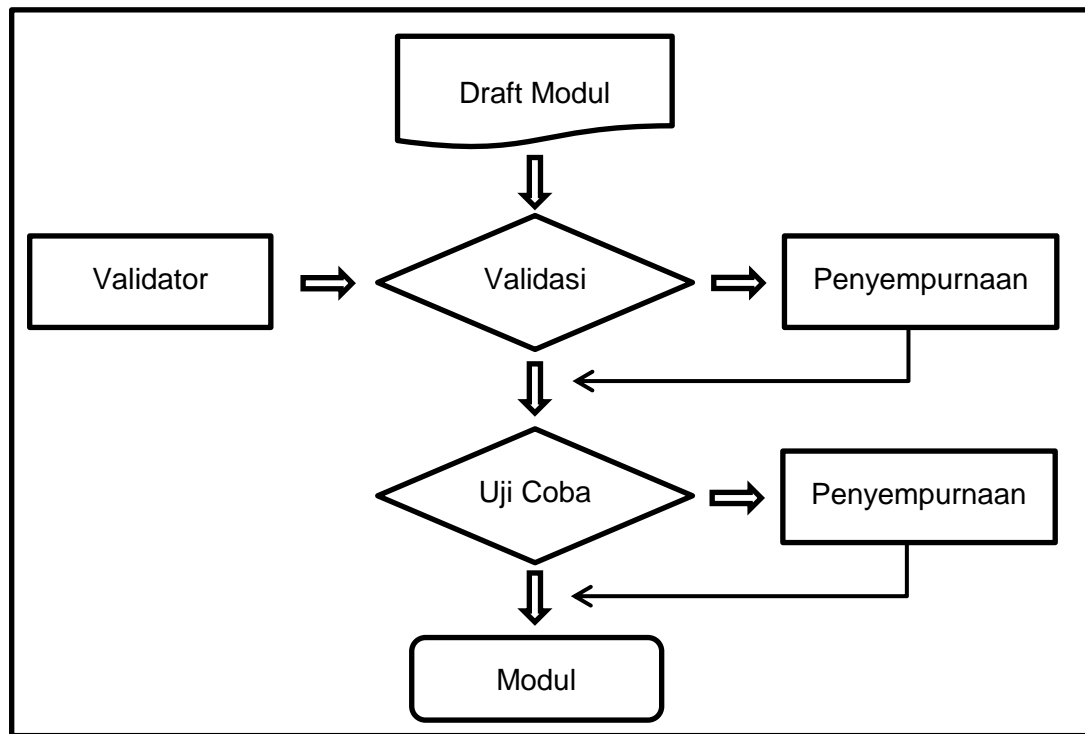 Draft Modul
Validator
Validasi
Penyempurnaan
Uji Coba
Penyempurnaan
Modul